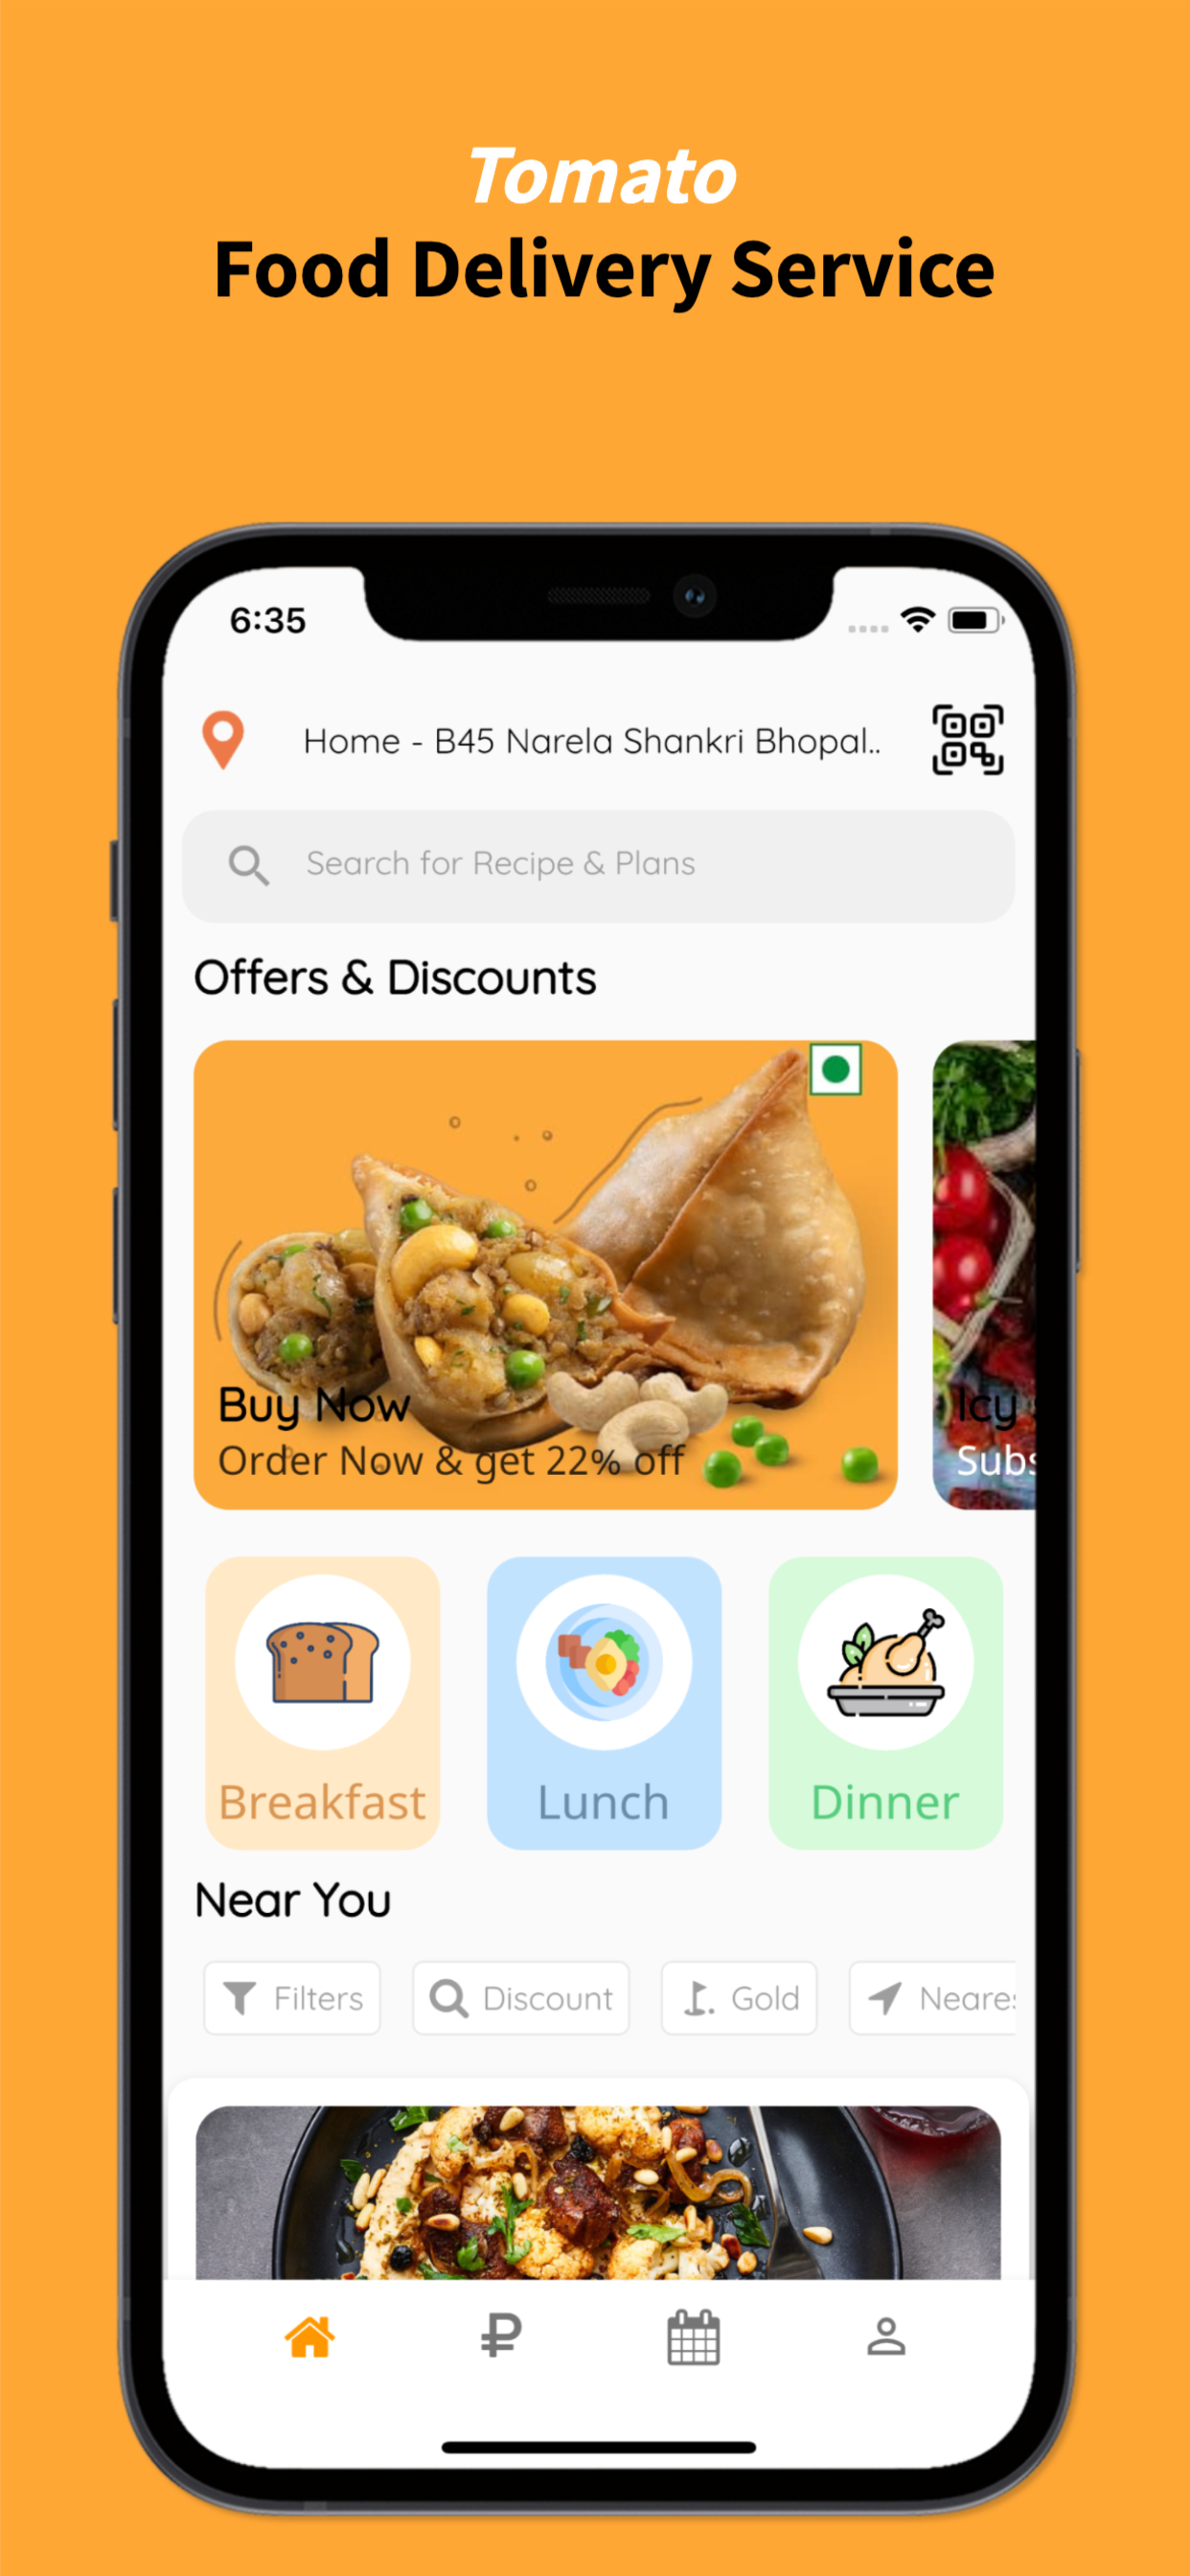 Tomato
Food Delivery Service
6:35
Home - B45 Narela Shankri Bhopal..
Search for Recipe & Plans
Offers & Discounts
Buy Now
Order Now & get 22% off
Icy
Subs
Breakfast
Lunch
Dinner
Near You
Filters
Discount
Gold
Neares